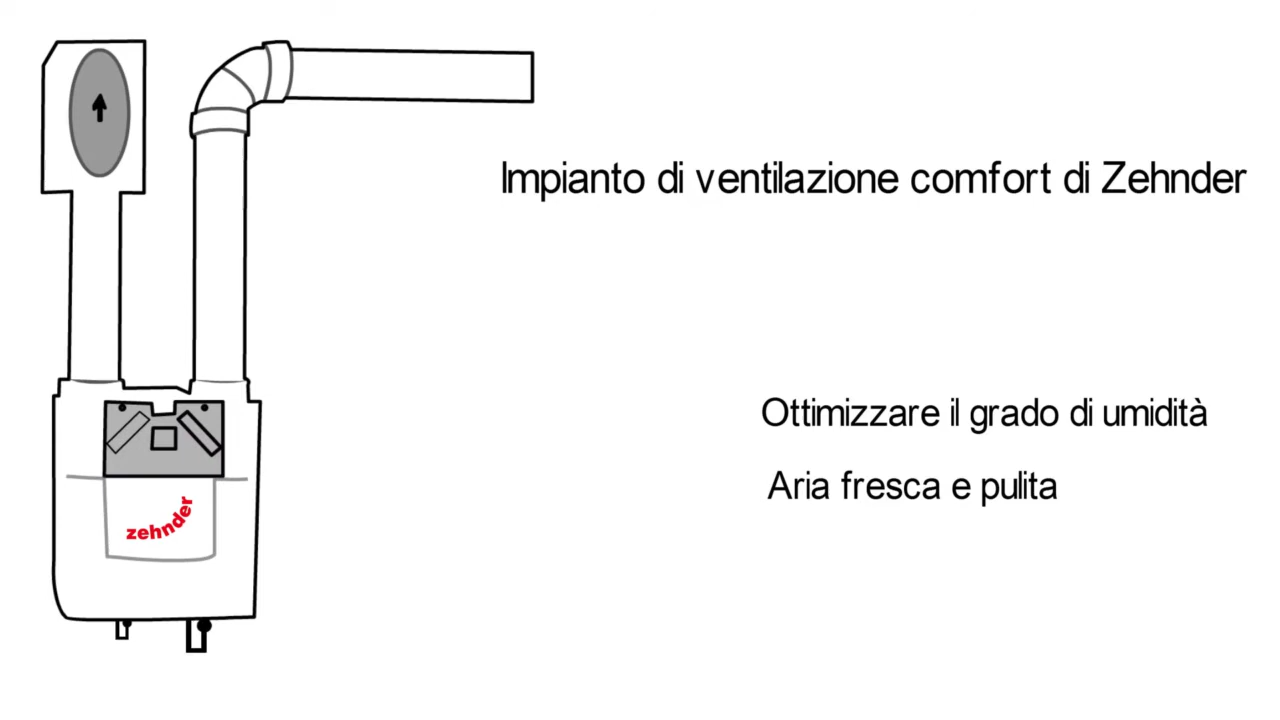 Impianto di ventilazione comfort di Zehnder
Ottimizzare il grado di umidità
Aria fresca e pulita
zehnder